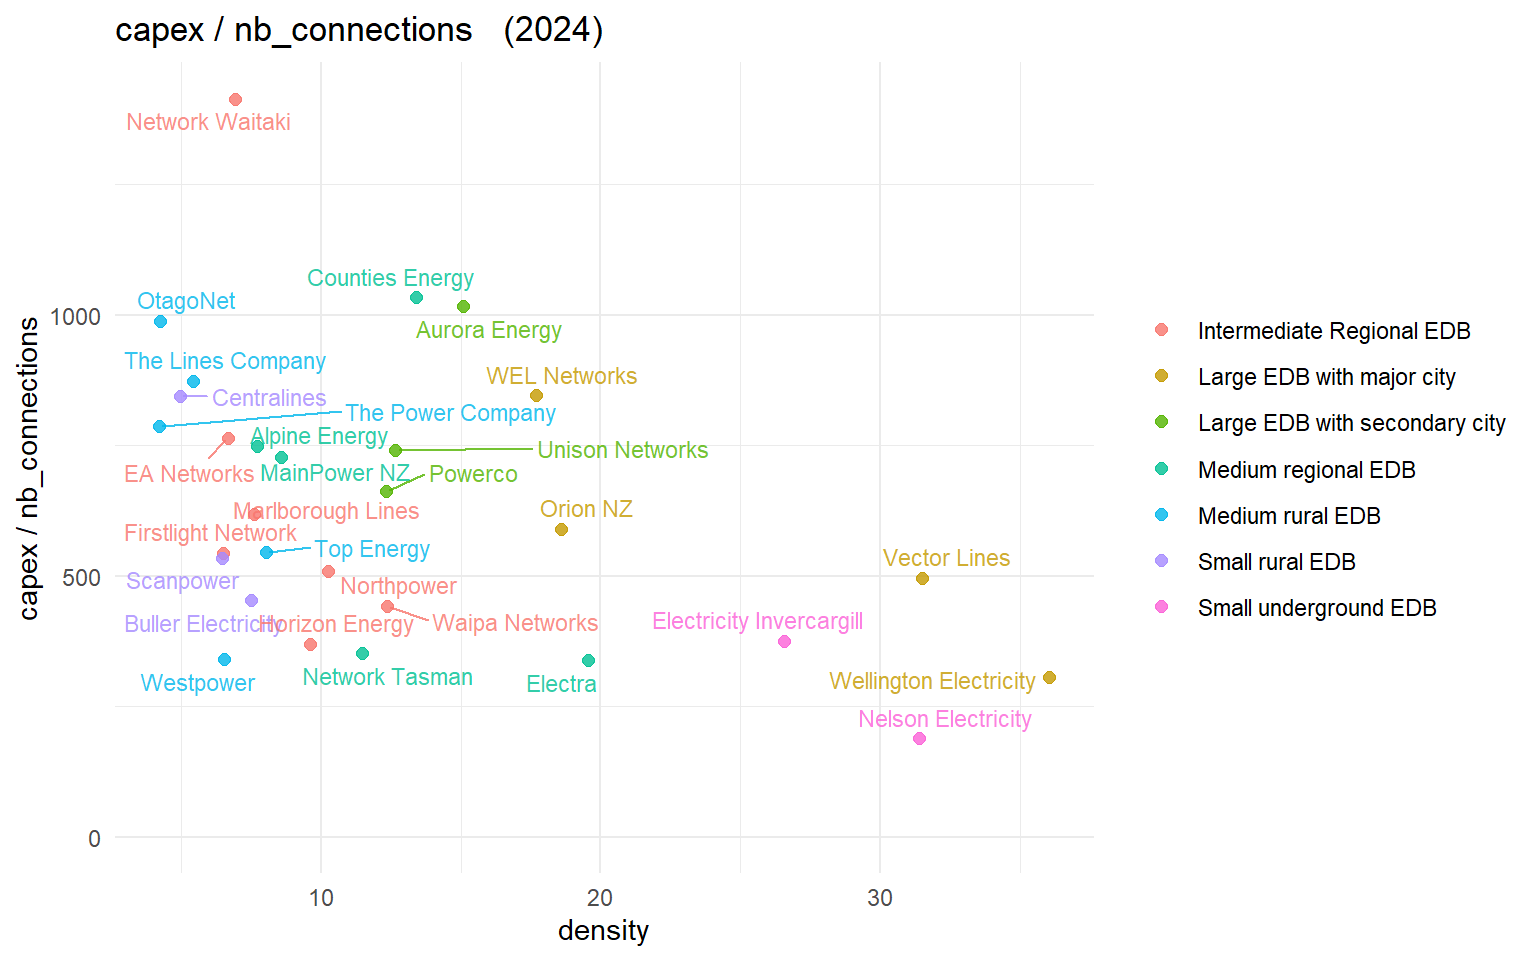 capex / nb_connections (2024)
Network Waitaki
Counties Energy
OtagoNet
1000
Aurora Energy
The Lines Company
WEL Networks
Centralines
The Power Company
Alpine Energy
Unison Networks
EA Networks
MainPower NZ
Powerco
Marlborough Lines
Orion NZ
Firstlight Network
Top Energy
Vector Lines
500
Scanpower
Northpower
Buller Electricity
Horizon Energy
Waipa Networks
Electricity Invercargill
Network Tasman
Westpower
Electra
Wellington Electricity
Nelson Electricity
0
10
20
30
density
capex / nb_connections
Intermediate Regional EDB
Large EDB with major city
Large EDB with secondary city
Medium regional EDB
Medium rural EDB
Small rural EDB
Small underground EDB